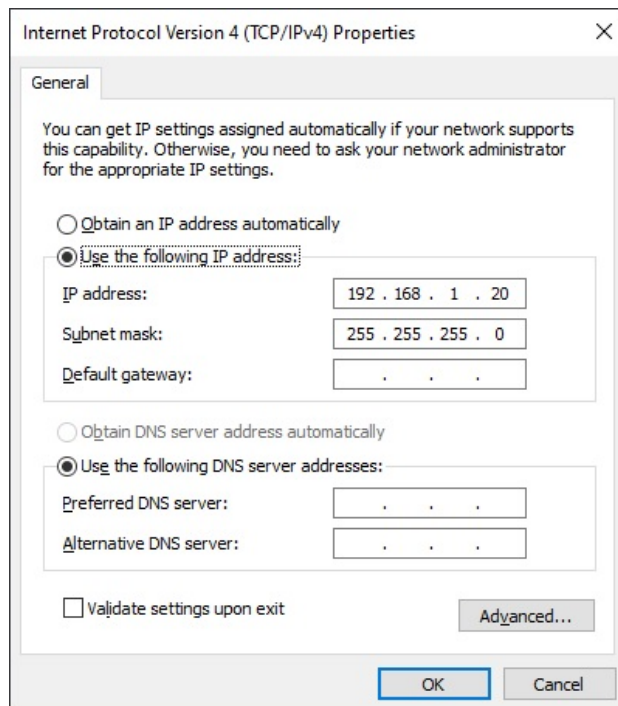 Internet Protocol Version 4 (TCP/IPv4) Properties
General
You can get IP settings assigned automatically if your network supports
this capability. Otherwise, you need to ask your network administrator
for the appropriate IP settings.
Obtain an IP address automatically
Use the following IP address:
IP address: 192 . 168 . 1 . 20
Subnet mask: 255 . 255 . 255 . 0
Default gateway: . . .
Obtain DNS server address automatically
Use the following DNS server addresses:
Preferred DNS server: . . .
Alternative DNS server: . . .
Validate settings upon exit
Advanced...
OK Cancel